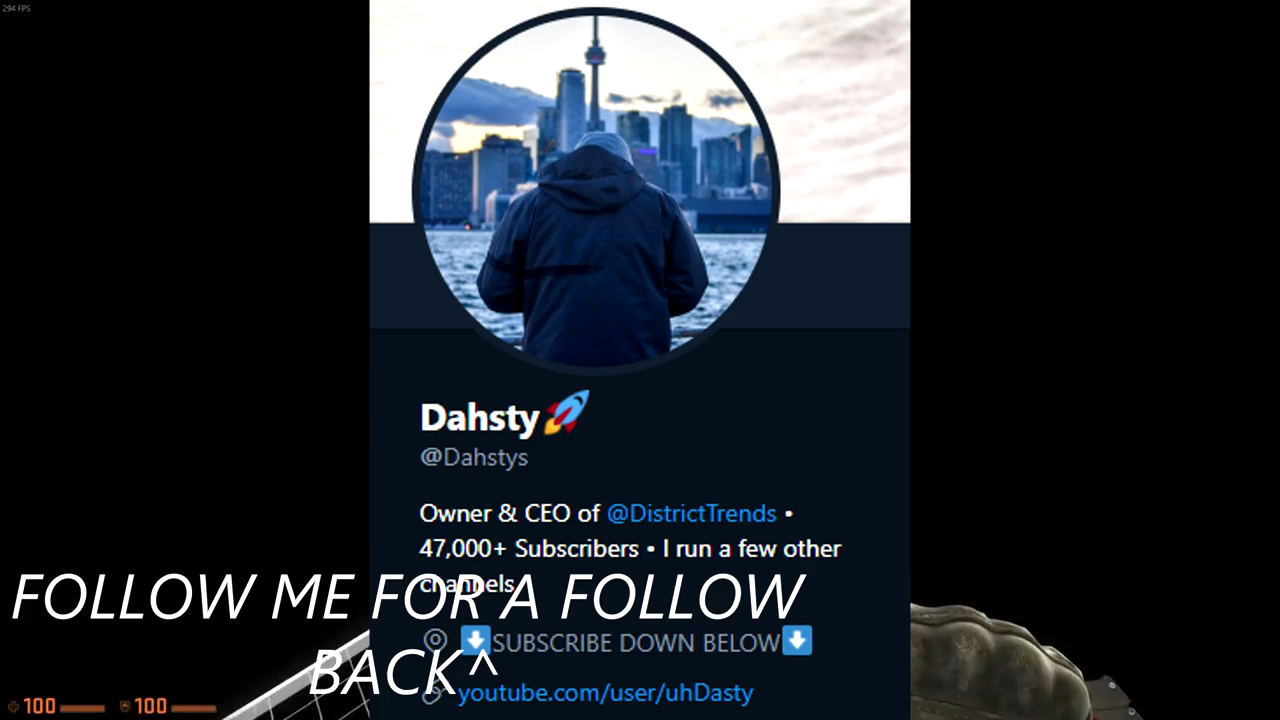 294 FPS
Dahsty🚀
@Dahstys
Owner & CEO of @DistrictTrends •
47,000+ Subscribers • I run a few other
channels.
FOLLOW ME FOR A FOLLOW
⬇SUBSCRIBE DOWN BELOW⬇
BACK^
youtube.com/user/uhDasty
100 100